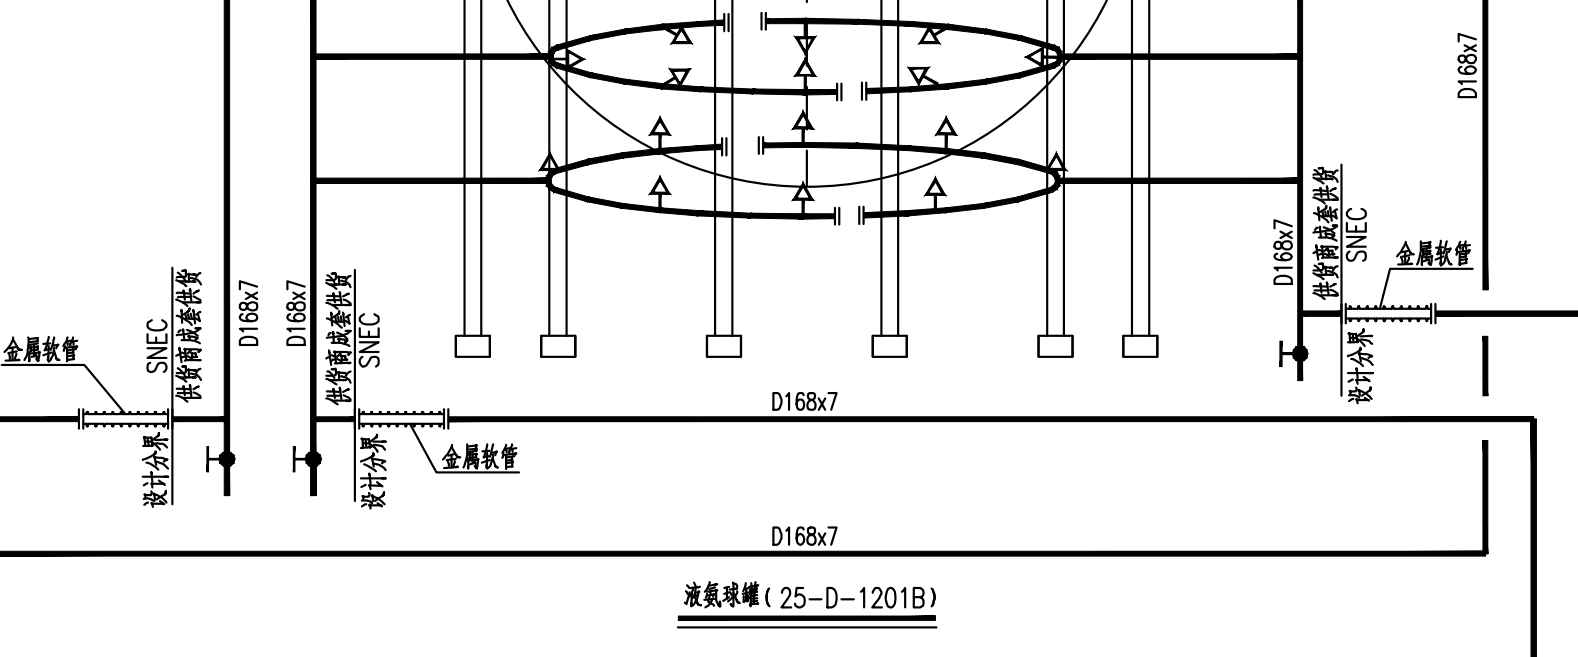 D168x7
供货商成套供货
SNEC
D168x7
金属软管
设计分界
供货商成套供货
SNEC
D168x7
D168x7
供货商成套供货
SNEC
金属软管
设计分界
设计分界
金属软管
D168x7
D168x7
液氨球罐(25-D-1201B)